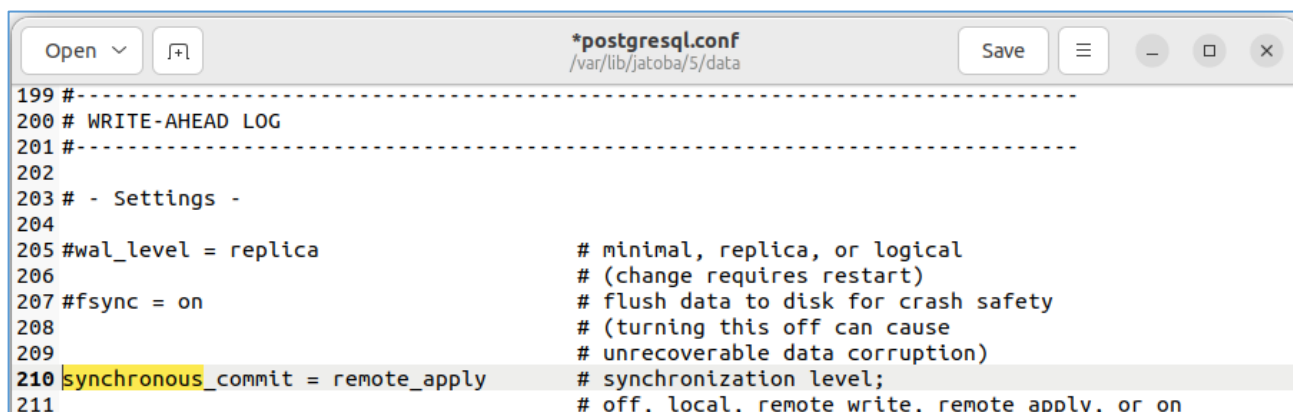 Open
*postgresql.conf
/var/lib/jatoba/5/data
Save
199 #------------------------------------------------------------------------------
200 # WRITE-AHEAD LOG
201 #------------------------------------------------------------------------------
202
203 # - Settings -
204
205 #wal_level = replica # minimal, replica, or logical
206 # (change requires restart)
207 #fsync = on # flush data to disk for crash safety
208 # (turning this off can cause
209 # unrecoverable data corruption)
210 synchronous_commit = remote_apply # synchronization level;
211 # off, local, remote_write, remote_apply, or on